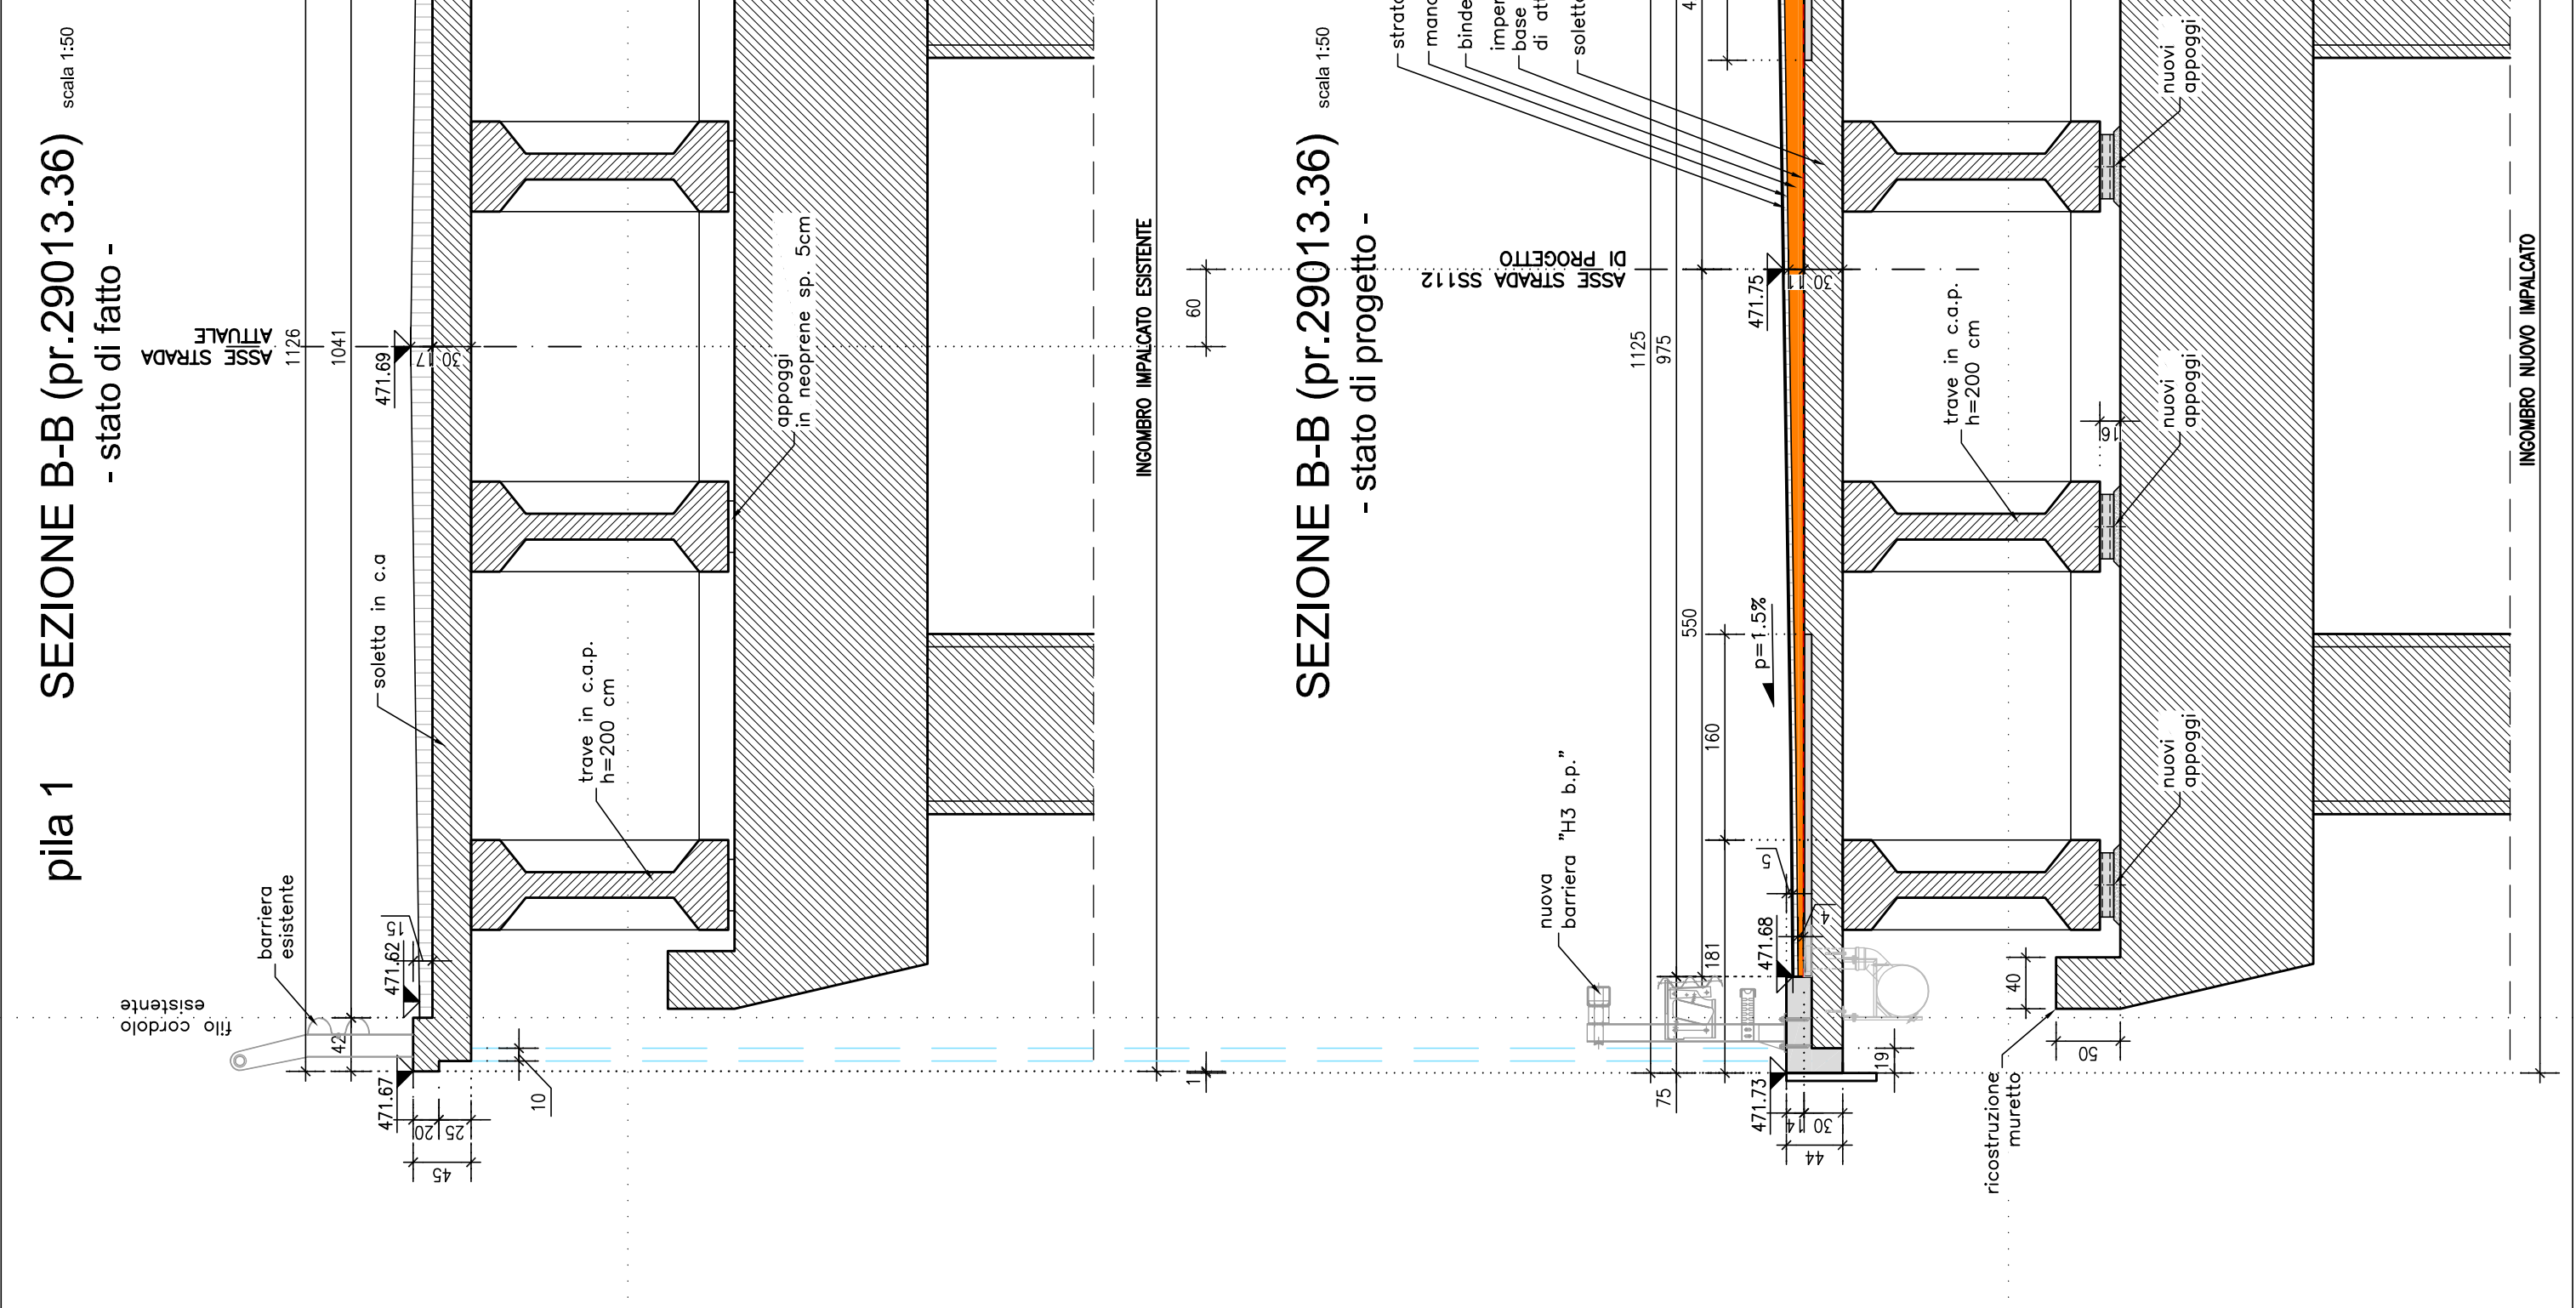 pila 1
SEZIONE B-B (pr.29013.36)
scala 1:50
- stato di fatto -
ASSE STRADA
ATTUALE
1126
1041
471.69
17
30
soletta in c.a
barriera
esistente
filo cordolo
esistente
42
471.62
15
471.67
20
25
45
10
trave in c.a.p.
h=200 cm
appoggi
in neoprene sp. 5cm
INGOMBRO IMPALCATO ESISTENTE
60
1
SEZIONE B-B (pr.29013.36)
scala 1:50
- stato di progetto -
ASSE STRADA SS112
DI PROGETTO
1125
975
550
471.75
11
30
4
soletta
base
di
p=1.5%
160
181
5
4
nuova
barriera "H3 b.p."
471.68
75
471.73
14
30
44
19
trave in c.a.p.
h=200 cm
16
nuovi
appoggi
nuovi
appoggi
nuovi
appoggi
40
50
ricostruzione
muretto
INGOMBRO NUOVO IMPALCATO